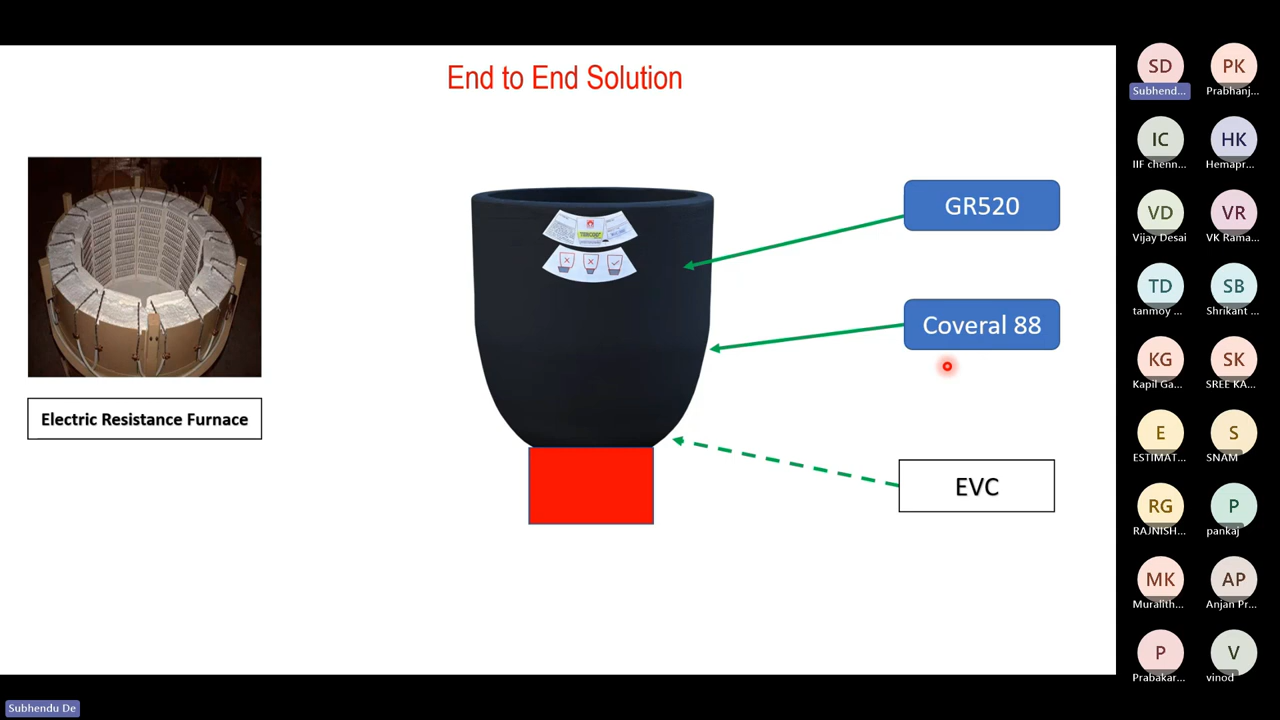 End to End Solution
GR520
Coveral 88
EVC
Electric Resistance Furnace
SD
Subhend...
PK
Prabhanj...
IC
IIF chenn...
HK
Hemapr...
VD
Vijay Desai
VR
VK Rama...
TD
tanmoy ...
SB
Shrikant ...
KG
Kapil Ga...
SK
SREE KA...
E
ESTIMAT...
S
SNAM
RG
RAJNISH...
P
pankaj
MK
Muralith...
AP
Anjan Pr...
P
Prabakar...
V
vinod
Subhendu De